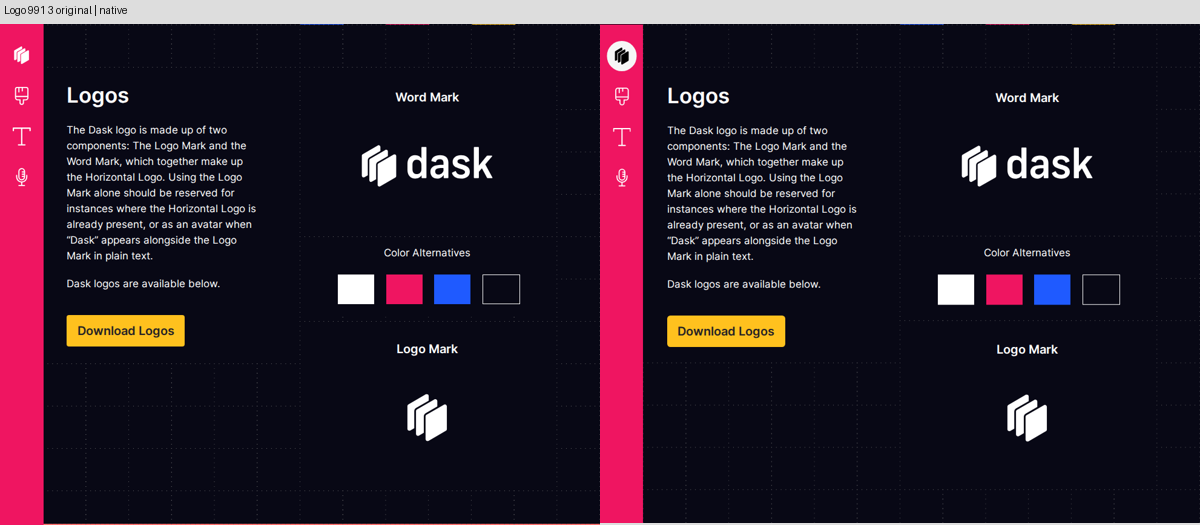 Logo 991 3 original | native
Logos
The Dask logo is made up of two
components: The Logo Mark and the
Word Mark, which together make up
the Horizontal Logo. Using the Logo
Mark alone should be reserved for
instances where the Horizontal Logo is
already present, or as an avatar when
“Dask” appears alongside the Logo
Mark in plain text.
Dask logos are available below.
Download Logos
Word Mark
dask
Color Alternatives
Logo Mark
Logos
The Dask logo is made up of two
components: The Logo Mark and the
Word Mark, which together make up
the Horizontal Logo. Using the Logo
Mark alone should be reserved for
instances where the Horizontal Logo is
already present, or as an avatar when
“Dask” appears alongside the Logo
Mark in plain text.
Dask logos are available below.
Download Logos
Word Mark
dask
Color Alternatives
Logo Mark